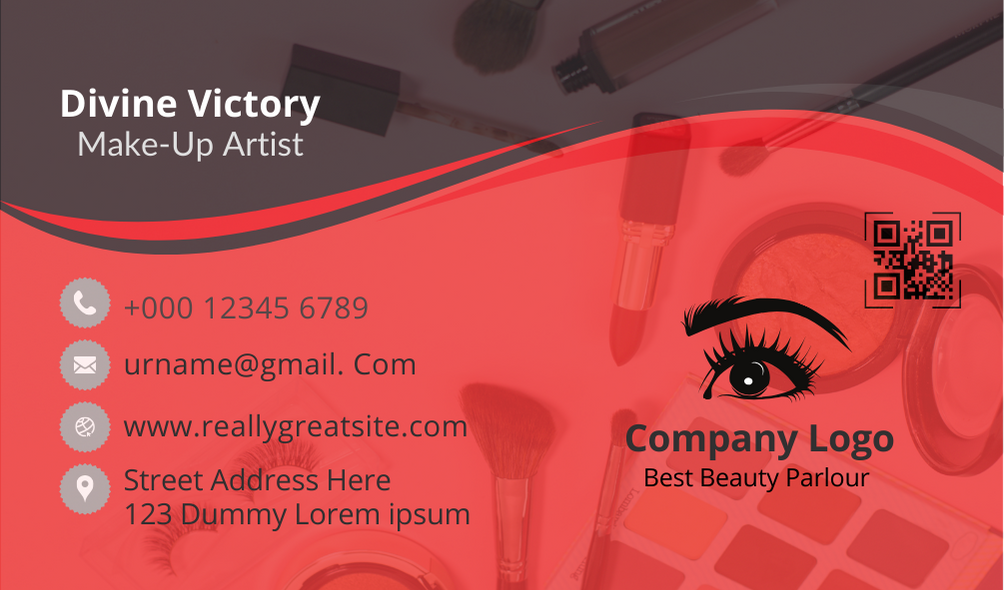 Divine Victory
Make-Up Artist
+000 12345 6789
urname@gmail. Com
www.reallygreatsite.com
Street Address Here
123 Dummy Lorem ipsum
Company Logo
Best Beauty Parlour